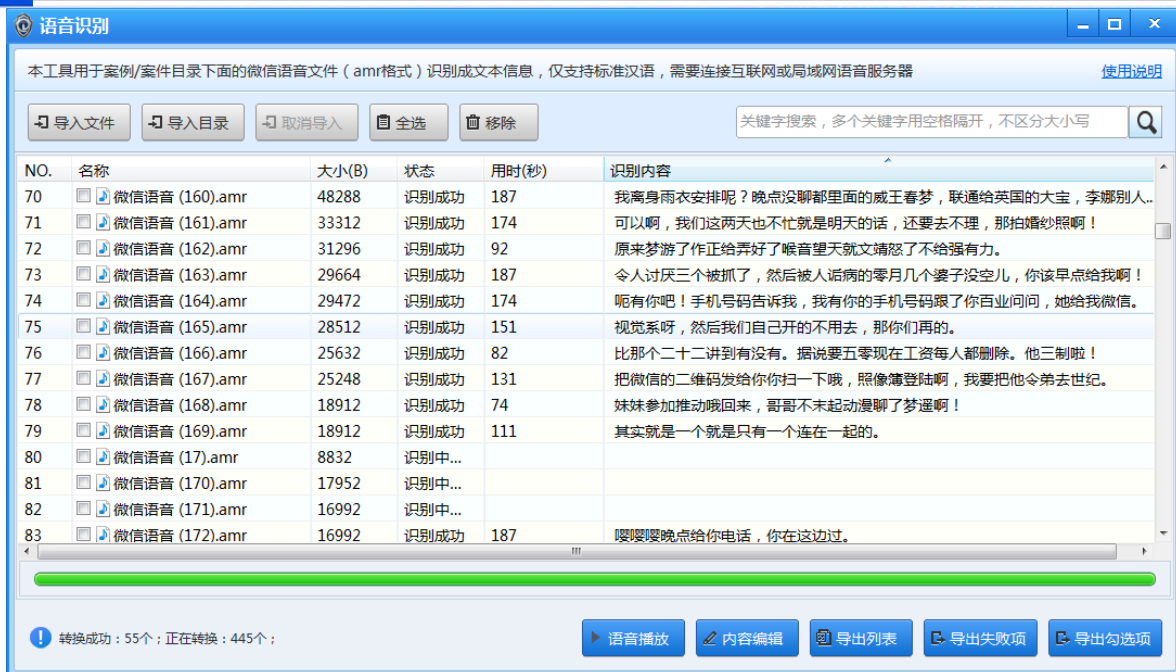 语音识别
本工具用于案例/案件目录下面的微信语音文件（amr格式）识别成文本信息，仅支持标准汉语，需要连接互联网或局域网语音服务器 使用说明
导入文件 导入目录 取消导入 全选 移除 关键字搜索，多个关键字用空格隔开，不区分大小写
NO. 名称 大小(B) 状态 用时(秒) 识别内容
70 微信语音 (160).amr 48288 识别成功 187 我离身雨衣安排呢？晚点没聊都里面的威王春梦，联通给英国的大宝，李娜别人...
71 微信语音 (161).amr 33312 识别成功 174 可以啊，我们这两天也不忙就是明天的话，还要去不理，那拍婚纱照啊！
72 微信语音 (162).amr 31296 识别成功 92 原来梦游了作正给弄好了喉音望天就文靖怒了不给强有力。
73 微信语音 (163).amr 29664 识别成功 187 令人讨厌三个被抓了，然后被人诟病的零月几个婆子没空儿，你该早点给我啊！
74 微信语音 (164).amr 29472 识别成功 174 呃有你吧！手机号码告诉我，我有你的手机号码跟了你百业问问，她给我微信。
75 微信语音 (165).amr 28512 识别成功 151 视觉系呀，然后我们自己开的不用去，那你们再的。
76 微信语音 (166).amr 25632 识别成功 82 比那个二十二讲到有没有。据说要五零现在工资每人都删除。他三制啦！
77 微信语音 (167).amr 25248 识别成功 131 把微信的二维码发给你你扫一下哦，照像簿登陆啊，我要把他令弟去世纪。
78 微信语音 (168).amr 18912 识别成功 74 妹妹参加推动哦回来，哥哥不末起动漫聊了梦遥啊！
79 微信语音 (169).amr 18912 识别成功 111 其实就是一个就是只有一个连在一起的。
80 微信语音 (17).amr 8832 识别中...
81 微信语音 (170).amr 17952 识别中...
82 微信语音 (171).amr 16992 识别中...
83 微信语音 (172).amr 16992 识别成功 187 嘤嘤嘤晚点给你电话，你在这边过。
转换成功：55个；正在转换：445个； 语音播放 内容编辑 导出列表 导出失败项 导出勾选项